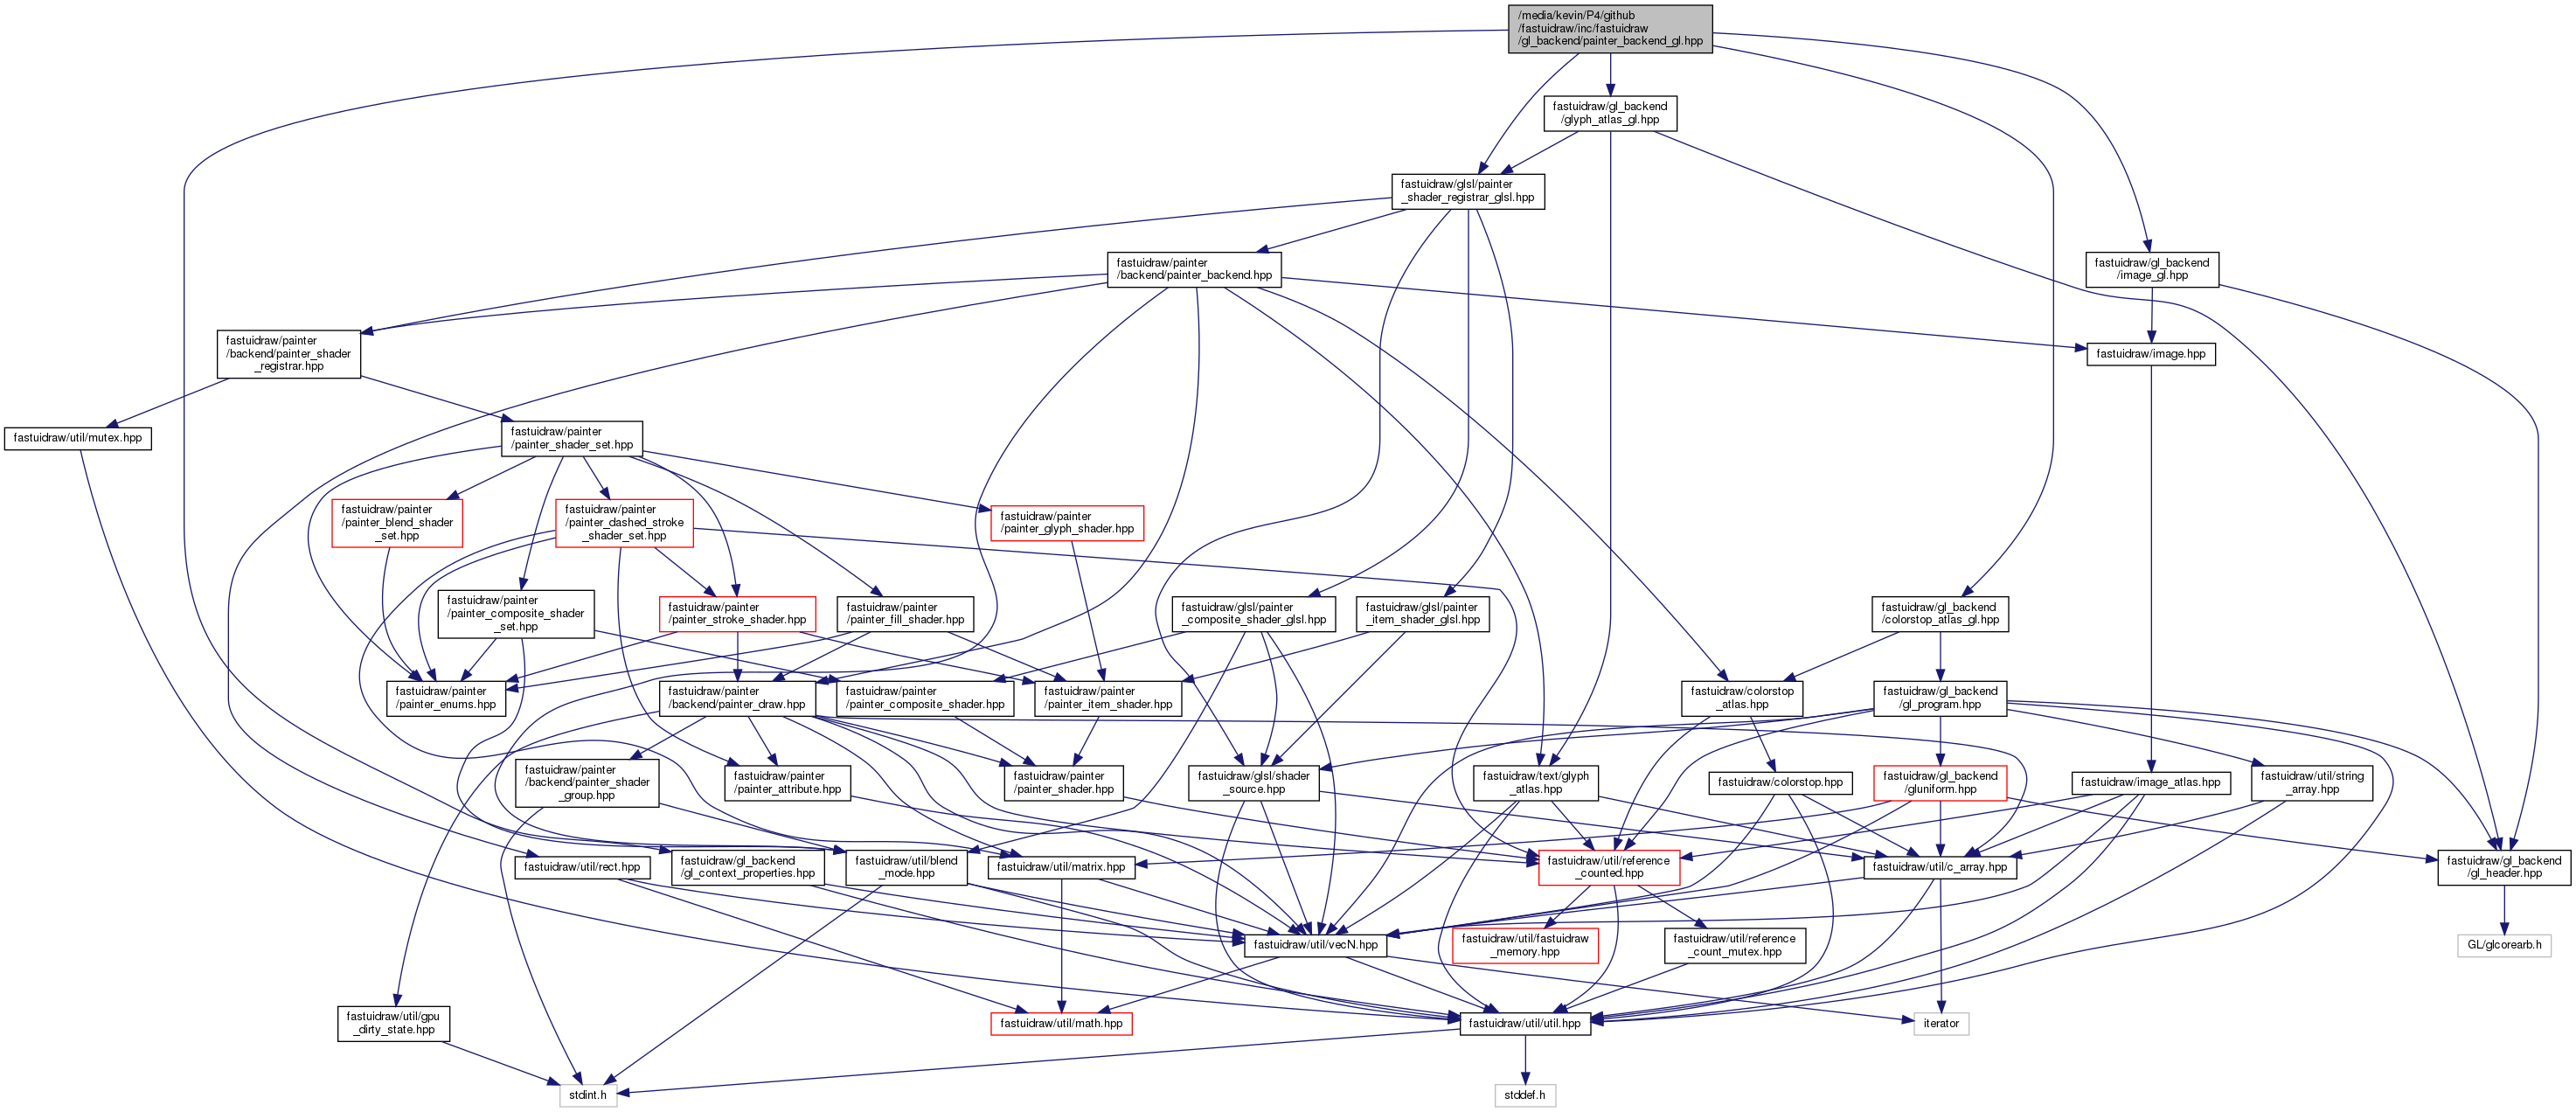 /media/kevin/P4/github
/fastuidraw/inc/fastuidraw
/gl_backend/painter_backend_gl.hpp
fastuidraw/gl_backend
/glyph_atlas_gl.hpp
fastuidraw/glsl/painter
_shader_registrar_glsl.hpp
fastuidraw/painter
/backend/painter_backend.hpp
fastuidraw/gl_backend
/image_gl.hpp
fastuidraw/painter
/backend/painter_shader
_registrar.hpp
fastuidraw/image.hpp
fastuidraw/util/mutex.hpp
fastuidraw/painter
/painter_shader_set.hpp
fastuidraw/painter
/painter_blend_shader
_set.hpp
fastuidraw/painter
/painter_dashed_stroke
_shader_set.hpp
fastuidraw/painter
/painter_glyph_shader.hpp
fastuidraw/painter
/painter_composite_shader
_set.hpp
fastuidraw/painter
/painter_stroke_shader.hpp
fastuidraw/painter
/painter_fill_shader.hpp
fastuidraw/glsl/painter
_composite_shader_glsl.hpp
fastuidraw/glsl/painter
_item_shader_glsl.hpp
fastuidraw/gl_backend
/colorstop_atlas_gl.hpp
fastuidraw/painter
/painter_enums.hpp
fastuidraw/painter
/backend/painter_draw.hpp
fastuidraw/painter
/painter_composite_shader.hpp
fastuidraw/painter
/painter_item_shader.hpp
fastuidraw/colorstop
_atlas.hpp
fastuidraw/gl_backend
/gl_program.hpp
fastuidraw/painter
/backend/painter_shader
_group.hpp
fastuidraw/painter
/painter_attribute.hpp
fastuidraw/painter
/painter_shader.hpp
fastuidraw/glsl/shader
_source.hpp
fastuidraw/text/glyph
_atlas.hpp
fastuidraw/colorstop.hpp
fastuidraw/gl_backend
/gluniform.hpp
fastuidraw/image_atlas.hpp
fastuidraw/util/string
_array.hpp
fastuidraw/util/rect.hpp
fastuidraw/gl_backend
/gl_context_properties.hpp
fastuidraw/util/blend
_mode.hpp
fastuidraw/util/matrix.hpp
fastuidraw/util/reference
_counted.hpp
fastuidraw/util/c_array.hpp
fastuidraw/gl_backend
/gl_header.hpp
fastuidraw/util/vecN.hpp
fastuidraw/util/fastuidraw
_memory.hpp
fastuidraw/util/reference
_count_mutex.hpp
GL/glcorearb.h
fastuidraw/util/gpu
_dirty_state.hpp
fastuidraw/util/math.hpp
fastuidraw/util/util.hpp
iterator
stdint.h
stddef.h